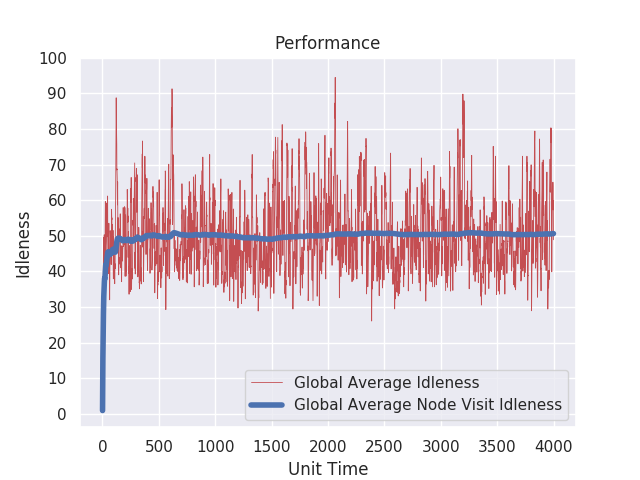 Performance
100
90
80
70
60
50
40
30
20
10
0
Idleness
Global Average Idleness
Global Average Node Visit Idleness
0 500 1000 1500 2000 2500 3000 3500 4000
Unit Time